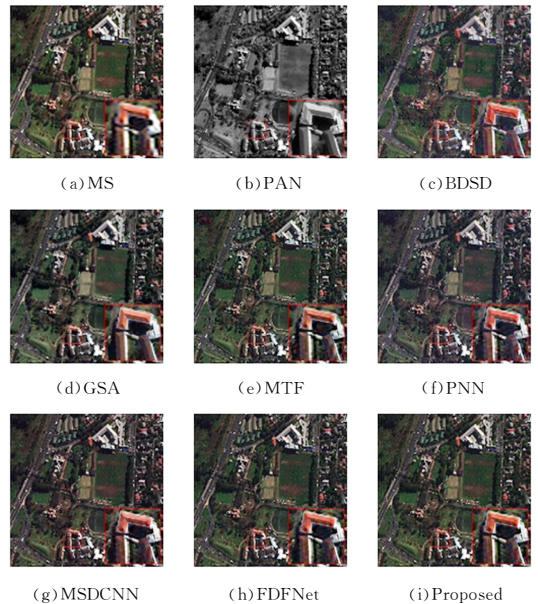 (a)MS (b)PAN (c)BDSD
(d)GSA (e)MTF (f)PNN
(g)MSDCNN (h)FDFNet (i)Proposed